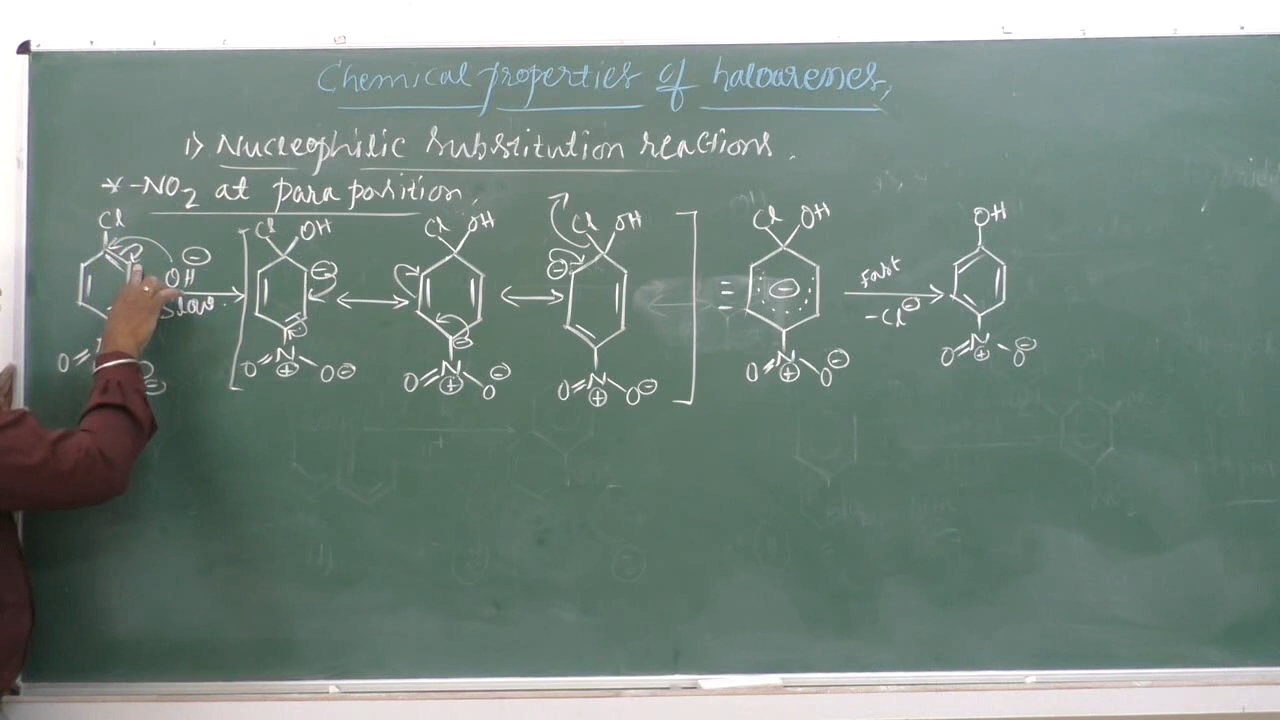 Chemical properties of haloarenes,
1) Nucleophilic substitution reactions.
* -NO2 at para position,
Cl
OH ⊖
Slow
Cl OH ⊖ O N ⊕ O ⊖
Cl OH ⊖ O N ⊕ O ⊖
Cl OH ⊖ O N ⊕ O ⊖
≡ Cl OH ⊖ O N ⊕ O ⊖
Fast
-Cl⊖
OH O N ⊕ O ⊖